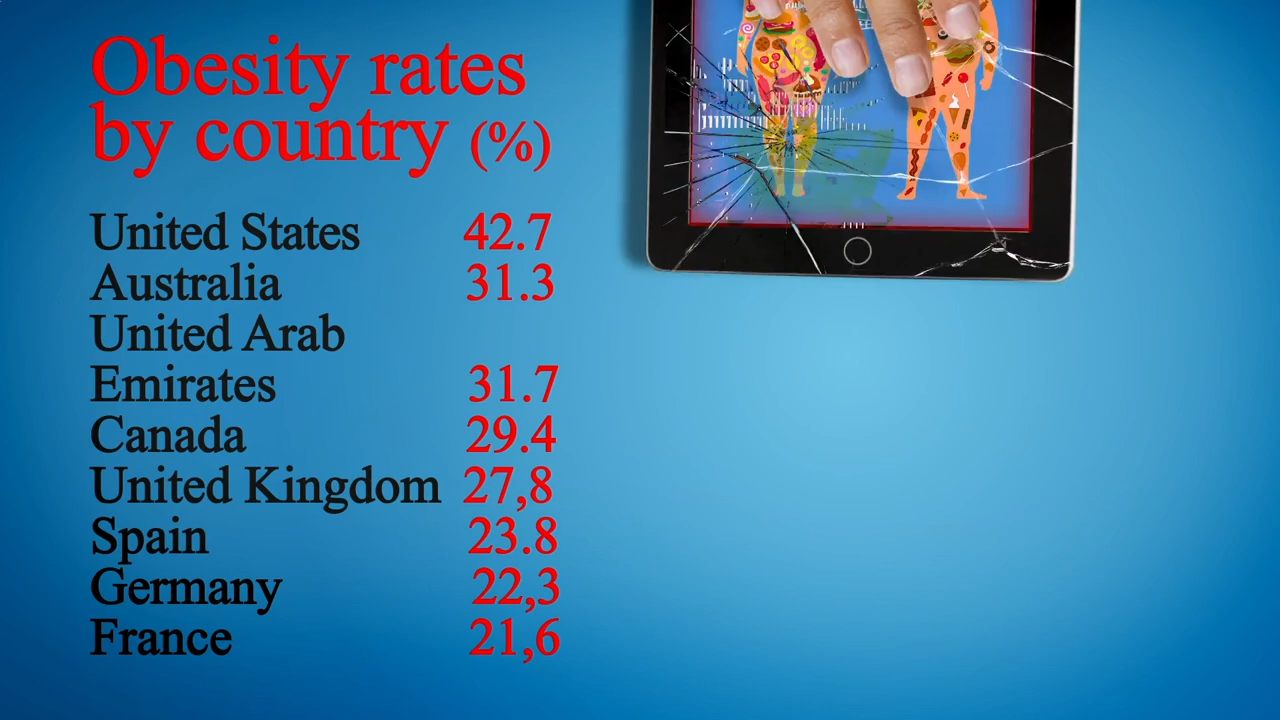 Obesity rates
by country (%)
United States 42.7
Australia 31.3
United Arab
Emirates 31.7
Canada 29.4
United Kingdom 27,8
Spain 23.8
Germany 22,3
France 21,6